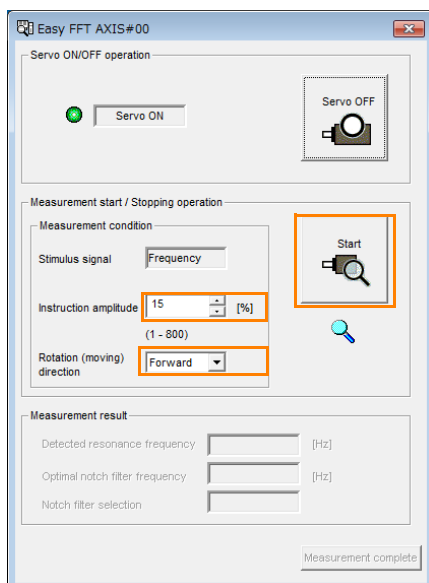 Easy FFT AXIS#00
Servo ON/OFF operation
Servo ON
Servo OFF
Measurement start / Stopping operation
Measurement condition
Stimulus signal
Frequency
Start
Instruction amplitude
15
[%]
(1 - 800)
Rotation (moving)
direction
Forward
Measurement result
Detected resonance frequency
[Hz]
Optimal notch filter frequency
[Hz]
Notch filter selection
Measurement complete